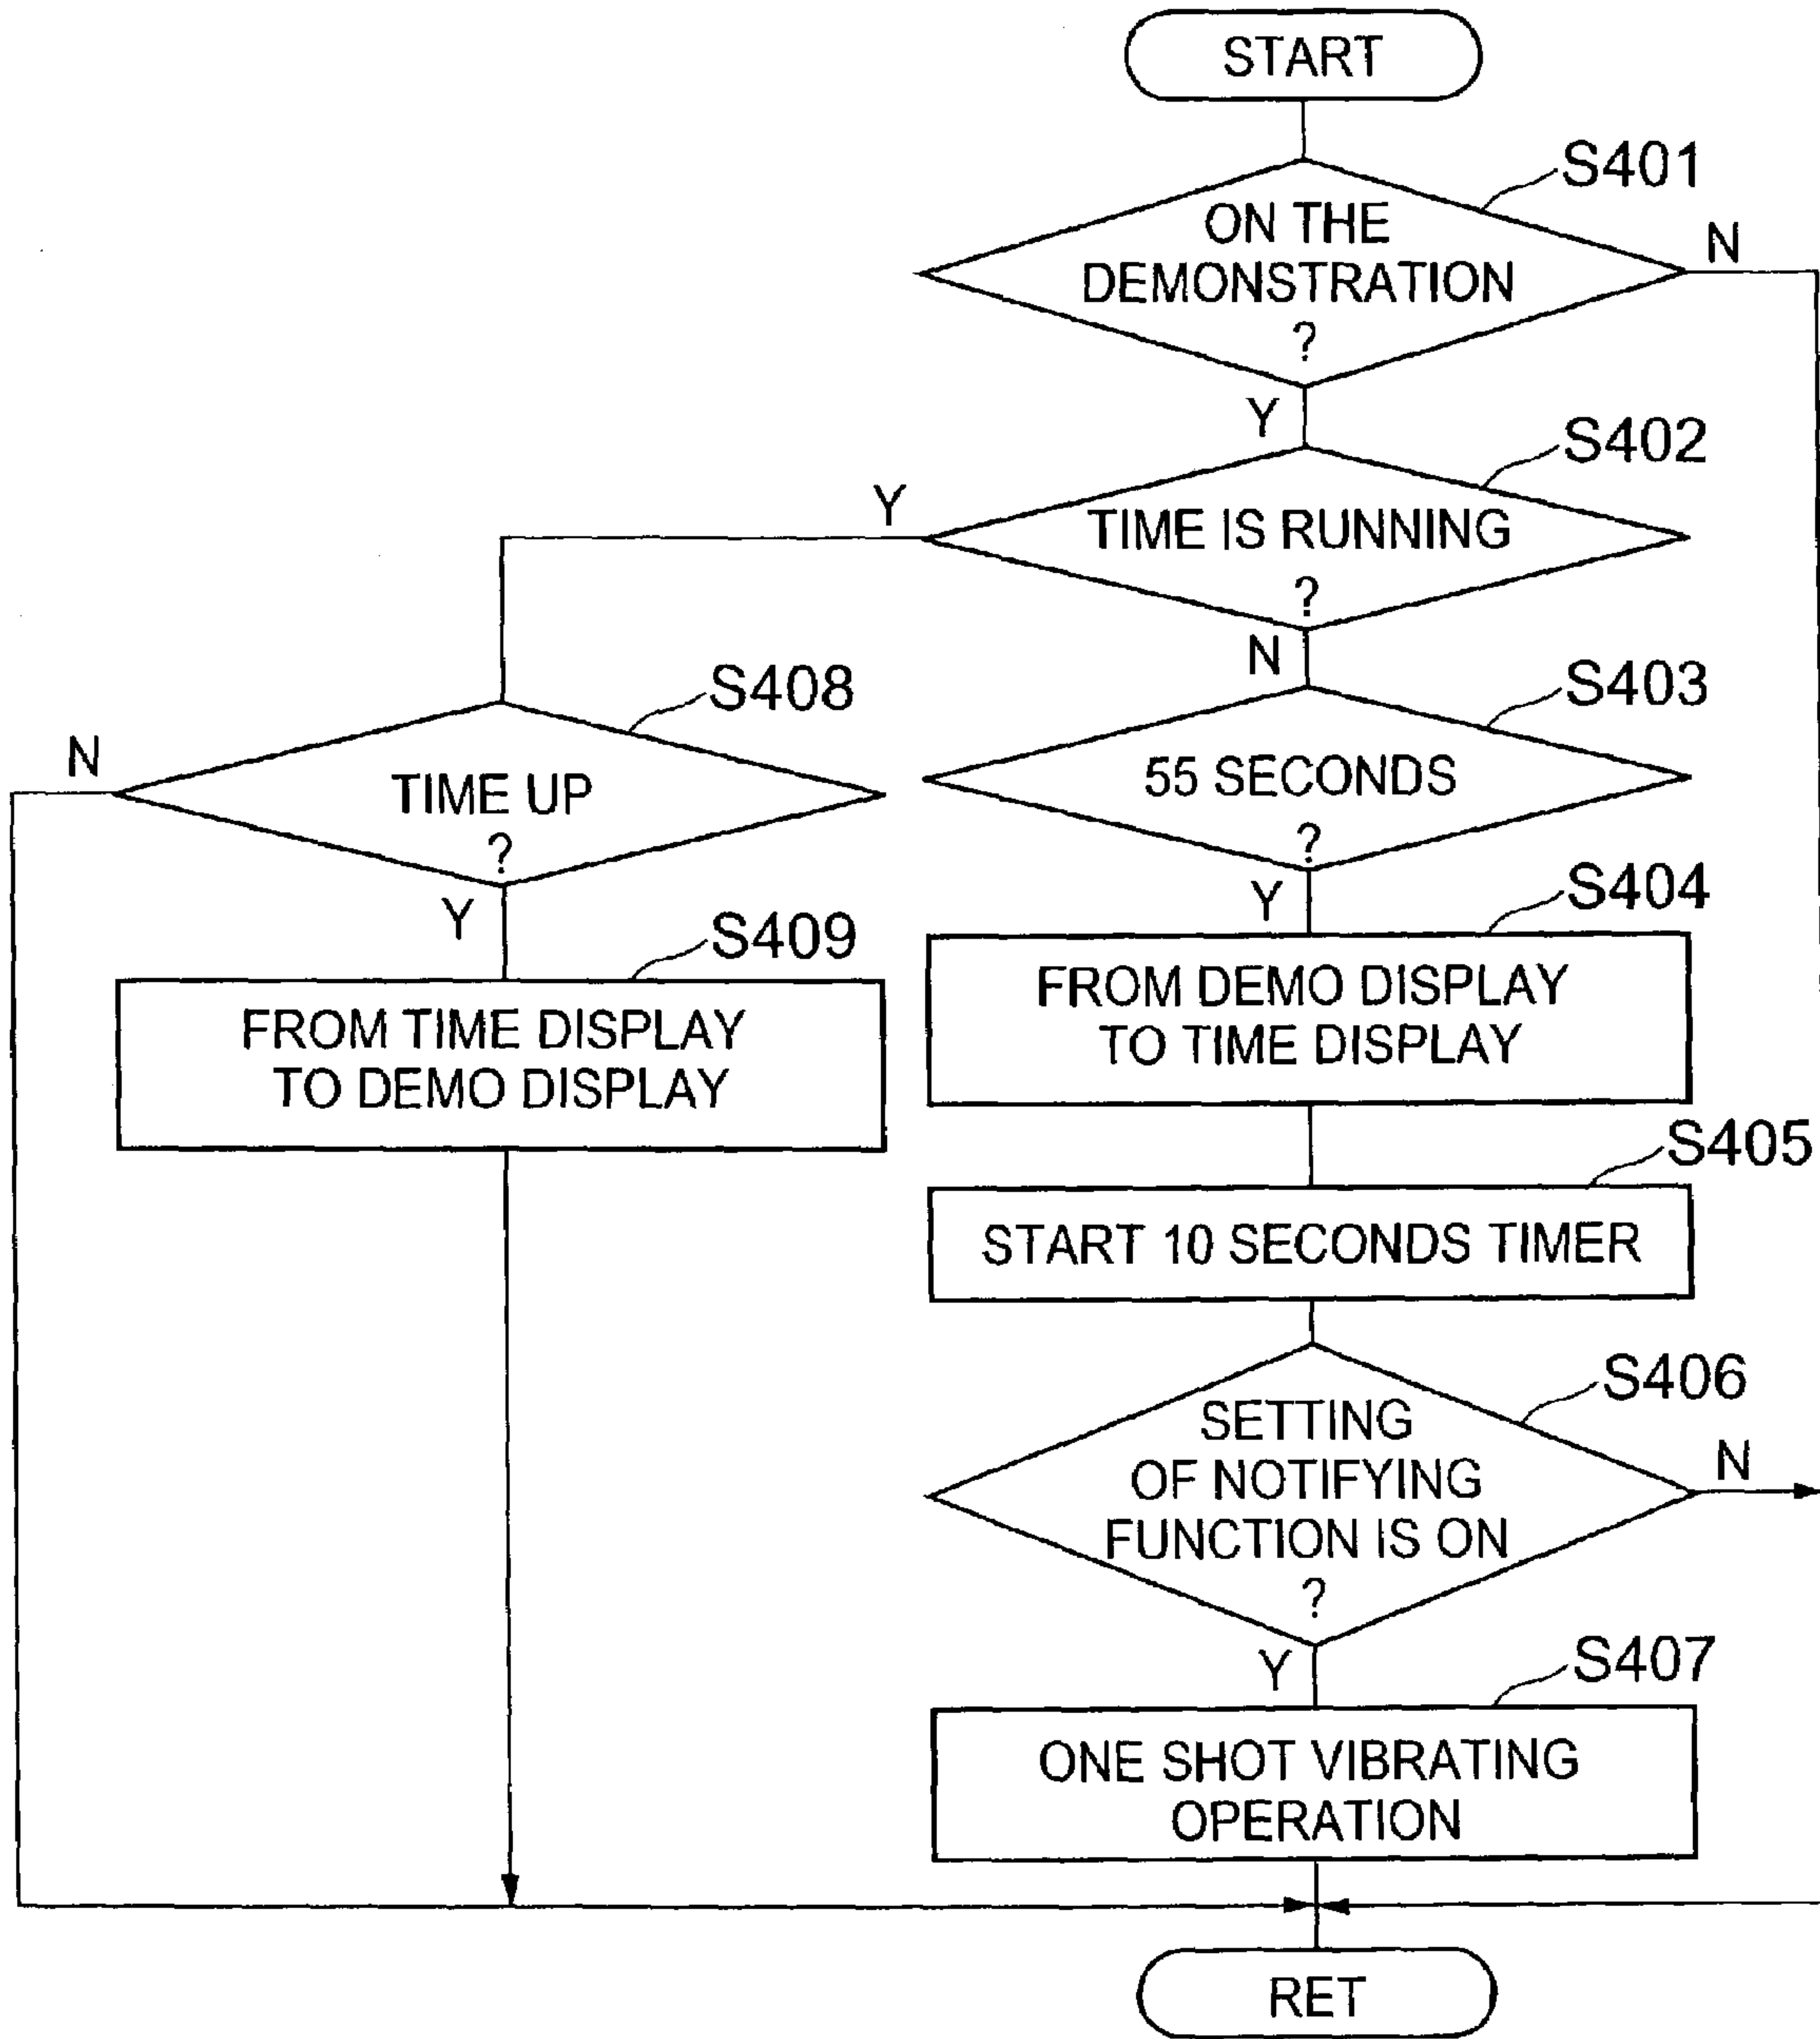 START
S401
ON THE
DEMONSTRATION
?
N
Y
S402
Y
TIME IS RUNNING
?
N
S403
55 SECONDS
?
Y
S408
N
TIME UP
?
Y
S404
FROM DEMO DISPLAY
TO TIME DISPLAY
S409
FROM TIME DISPLAY
TO DEMO DISPLAY
S405
START 10 SECONDS TIMER
S406
SETTING
OF NOTIFYING
FUNCTION IS ON
?
N
Y
S407
ONE SHOT VIBRATING
OPERATION
RET